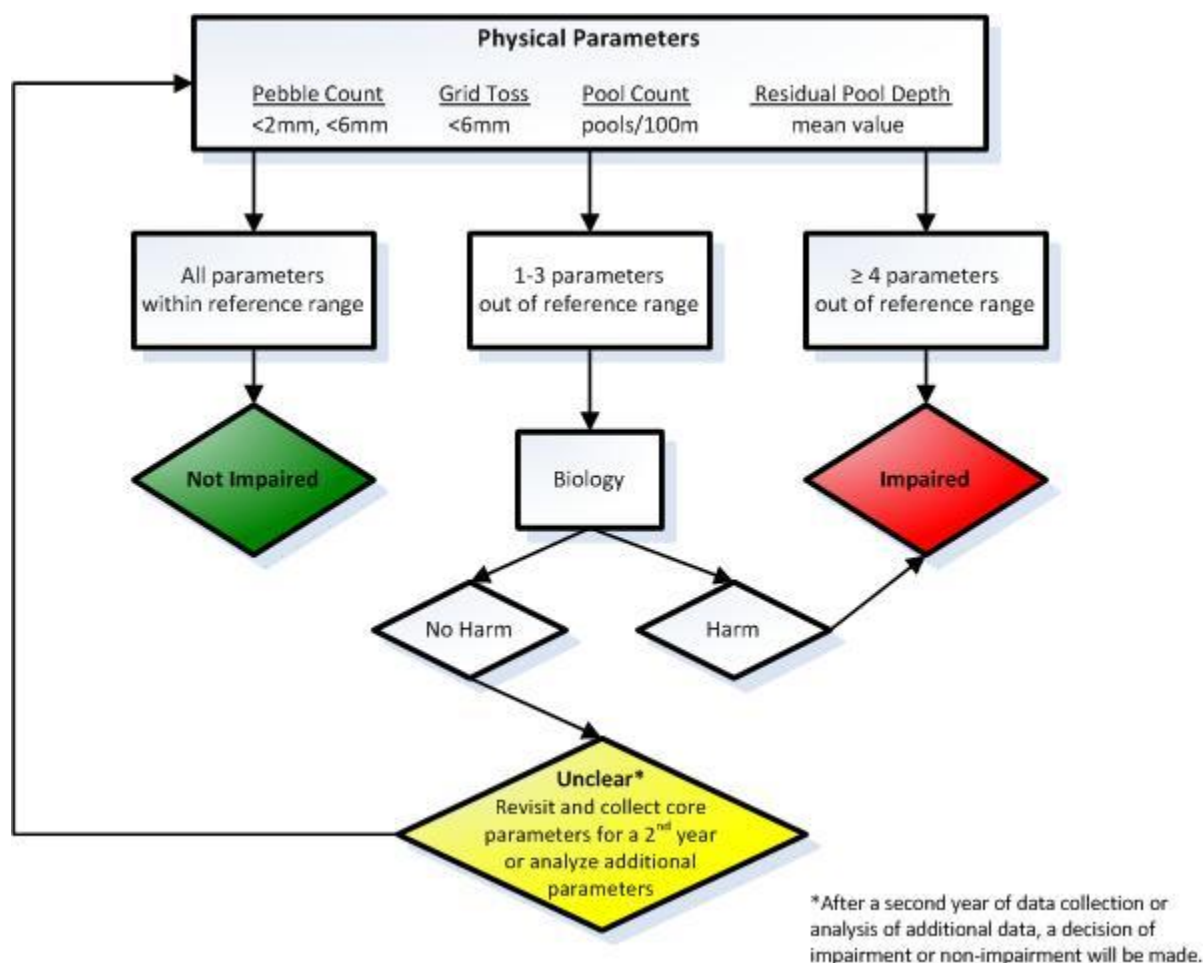 Physical Parameters
Pebble Count Grid Toss Pool Count Residual Pool Depth
<2mm, <6mm <6mm pools/100m mean value
All parameters
within reference range
1-3 parameters
out of reference range
≥ 4 parameters
out of reference range
Not Impaired
Biology
Impaired
No Harm
Harm
Unclear*
Revisit and collect core
parameters for a 2nd year
or analyze additional
parameters
*After a second year of data collection or
analysis of additional data, a decision of
impairment or non-impairment will be made.